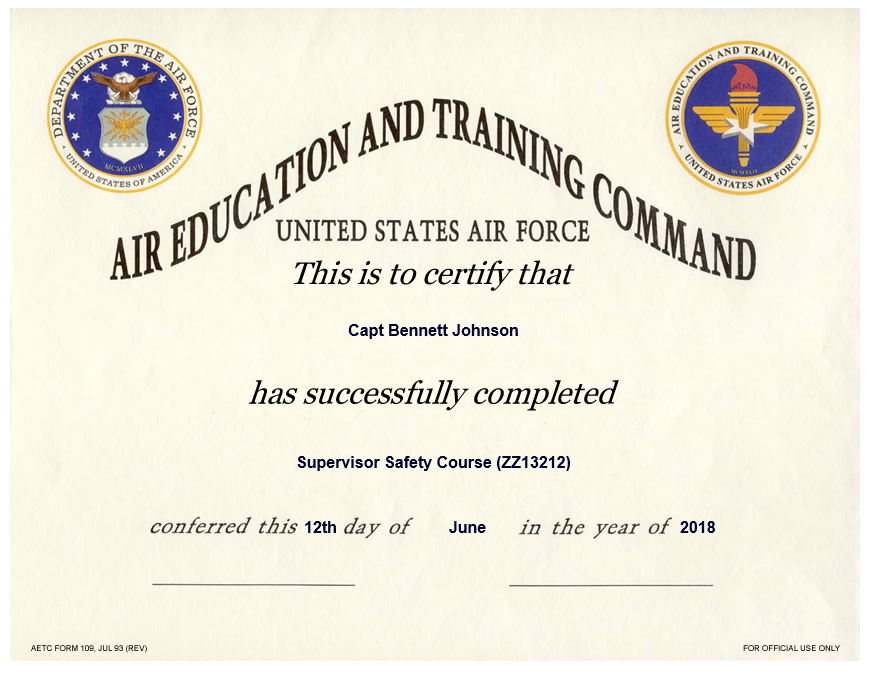 DEPARTMENT OF THE AIR FORCE
MCMXLVII
UNITED STATES OF AMERICA
AIR EDUCATION AND TRAINING COMMAND
MCMXLII
UNITED STATES AIR FORCE
AIR EDUCATION AND TRAINING COMMAND
UNITED STATES AIR FORCE
This is to certify that
Capt Bennett Johnson
has successfully completed
Supervisor Safety Course (ZZ13212)
conferred this 12th day of June in the year of 2018
AETC FORM 109, JUL 93 (REV) FOR OFFICIAL USE ONLY